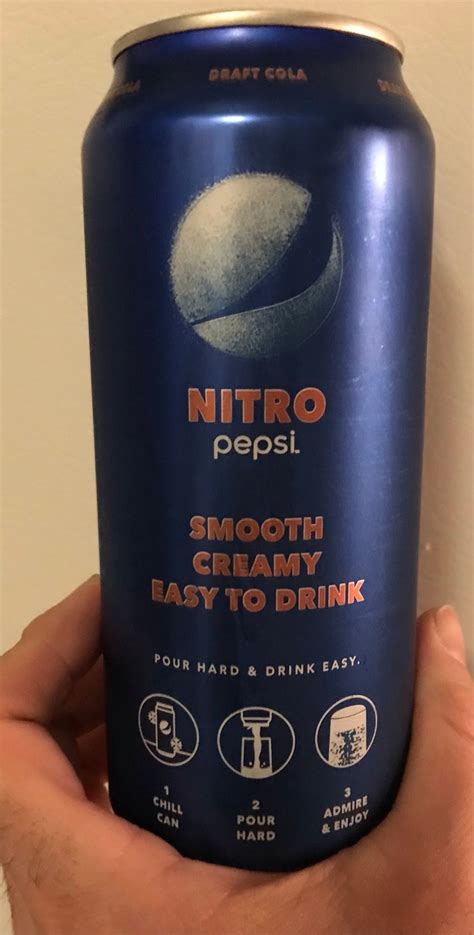 DRAFT COLA
NITRO
pepsi.
SMOOTH
CREAMY
EASY TO DRINK
POUR HARD & DRINK EASY.
1
CHILL
CAN
2
POUR
HARD
3
ADMIRE
& ENJOY